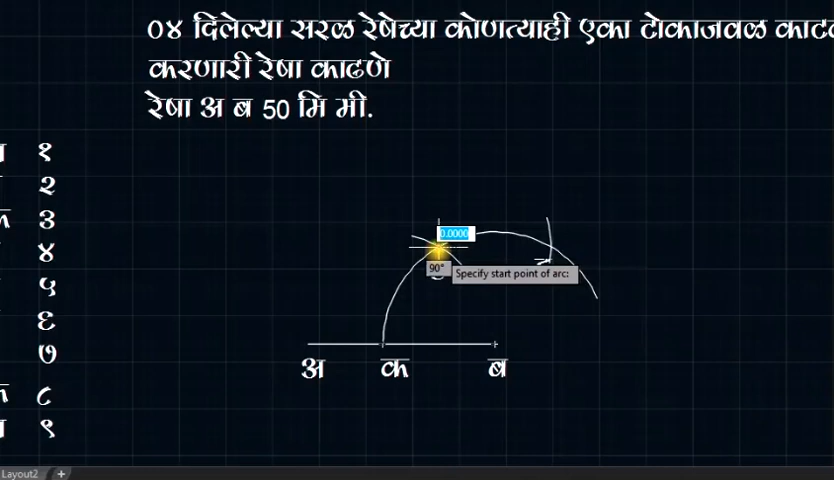 ०४ दिलेल्या सरळ रेषेच्या कोणत्याही एका टोकाजवळ
करणारी रेषा काढणे
रेषा अ ब 50 मि मी.
१
२
३
४
५
६
७
८
९
0.0000
90°
Specify start point of arc:
अ क ब
Layout2 +